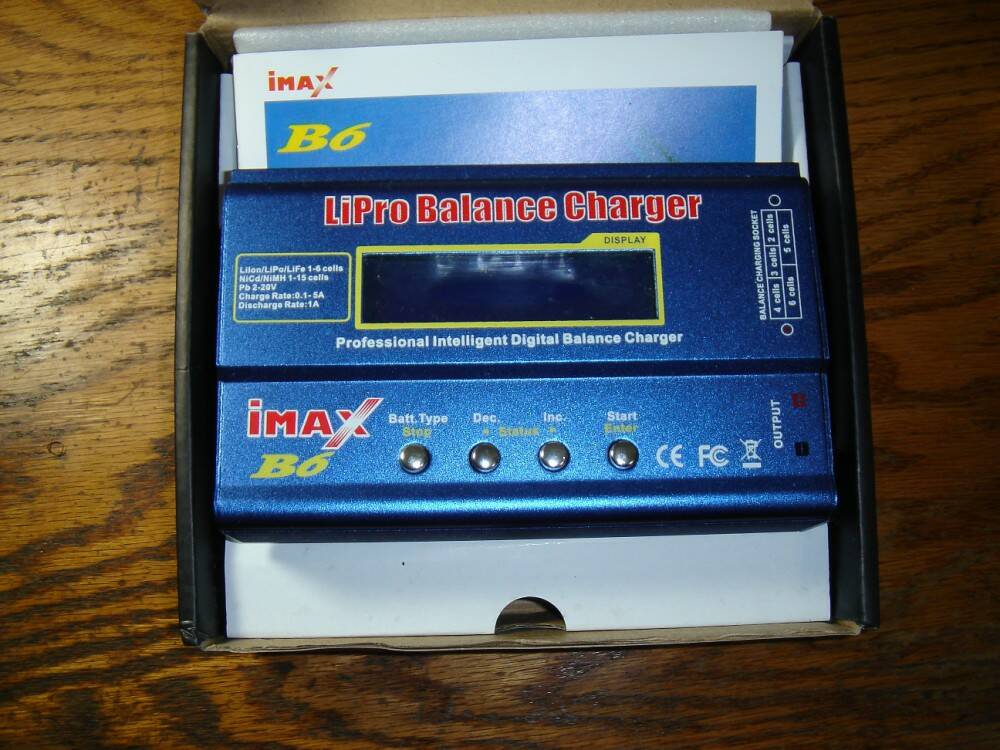 iMAX
B6
LiPro Balance Charger
DISPLAY
LiIon/LiPo/LiFe 1-6 cells
NiCd/NiMH 1-15 cells
Pb 2-20V
Charge Rate:0.1-5A
Discharge Rate:1A
Professional Intelligent Digital Balance Charger
BALANCE CHARGING SOCKET
4 cells 3 cells 2 cells
6 cells 5 cells
iMAX
B6
Batt.Type Dec. Inc. Start
Stop Status Enter
CE FC
OUTPUT